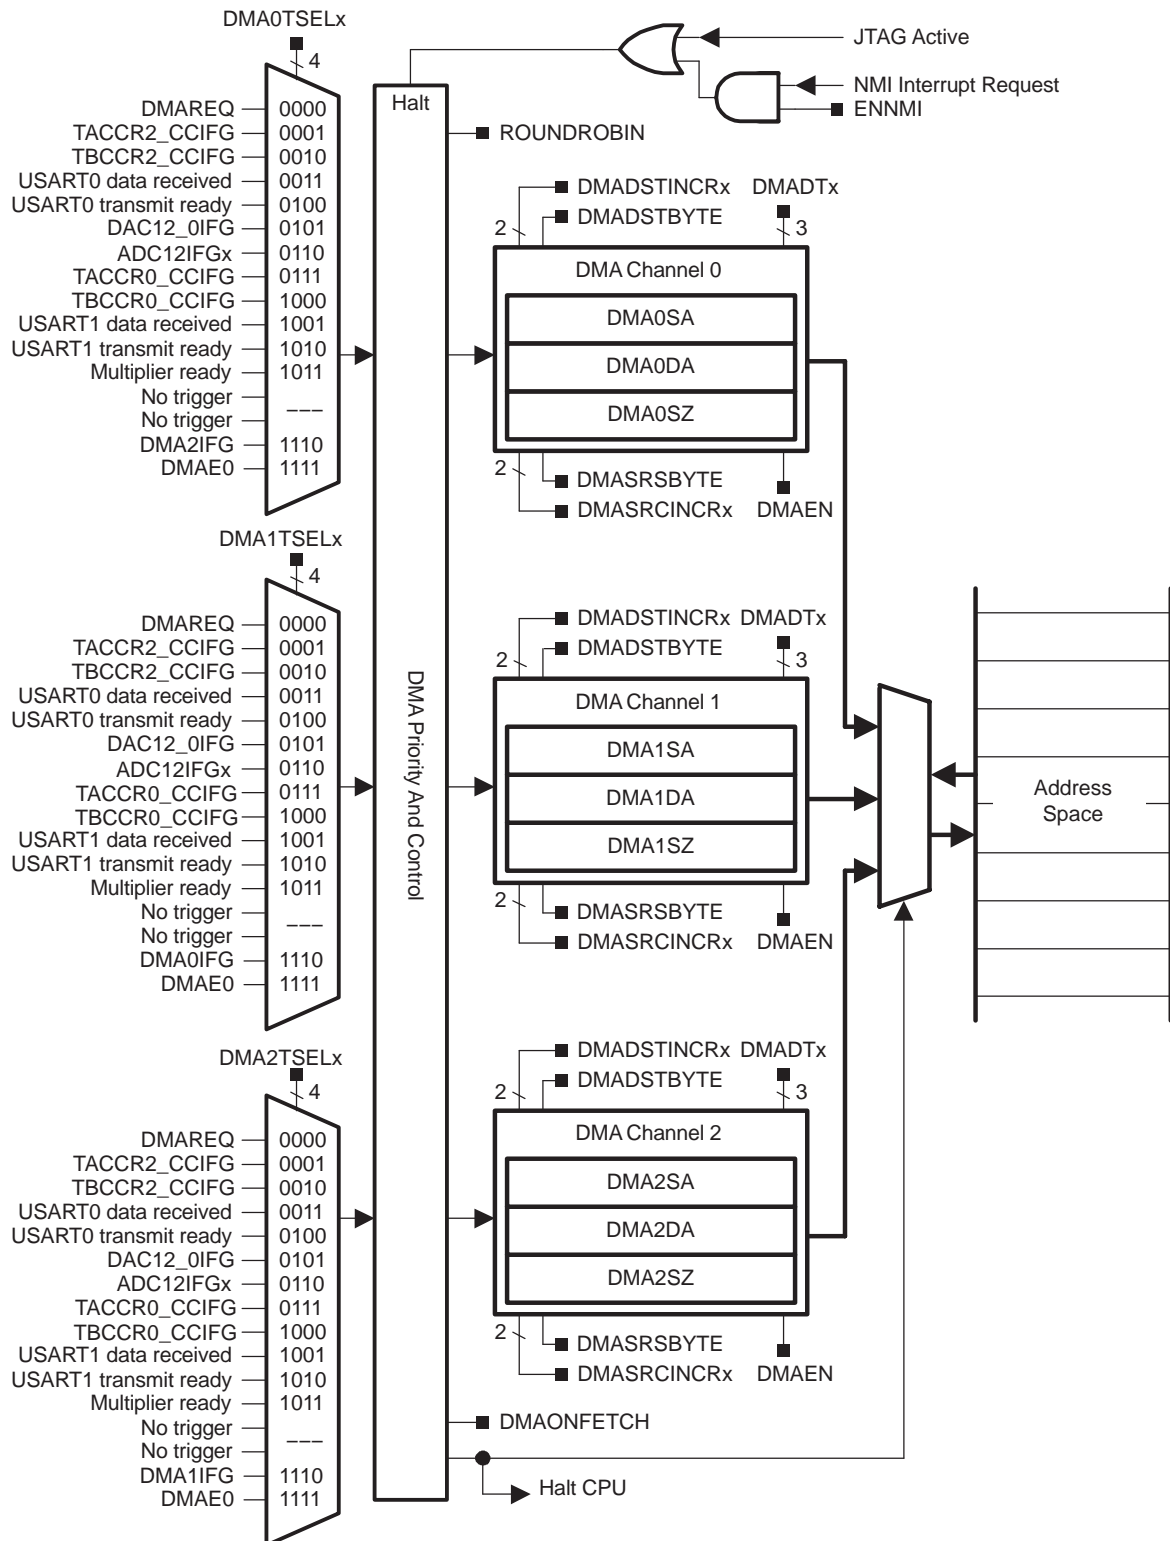 DMA0TSELx
4
DMAREQ 0000
TACCR2_CCIFG 0001
TBCCR2_CCIFG 0010
USART0 data received 0011
USART0 transmit ready 0100
DAC12_0IFG 0101
ADC12IFGx 0110
TACCR0_CCIFG 0111
TBCCR0_CCIFG 1000
USART1 data received 1001
USART1 transmit ready 1010
Multiplier ready 1011
No trigger
No trigger
−−−
DMA2IFG 1110
DMAE0 1111
DMA1TSELx
4
DMAREQ 0000
TACCR2_CCIFG 0001
TBCCR2_CCIFG 0010
USART0 data received 0011
USART0 transmit ready 0100
DAC12_0IFG 0101
ADC12IFGx 0110
TACCR0_CCIFG 0111
TBCCR0_CCIFG 1000
USART1 data received 1001
USART1 transmit ready 1010
Multiplier ready 1011
No trigger
No trigger
−−−
DMA0IFG 1110
DMAE0 1111
DMA2TSELx
4
DMAREQ 0000
TACCR2_CCIFG 0001
TBCCR2_CCIFG 0010
USART0 data received 0011
USART0 transmit ready 0100
DAC12_0IFG 0101
ADC12IFGx 0110
TACCR0_CCIFG 0111
TBCCR0_CCIFG 1000
USART1 data received 1001
USART1 transmit ready 1010
Multiplier ready 1011
No trigger
No trigger
−−−
DMA1IFG 1110
DMAE0 1111
Halt
DMA Priority And Control
JTAG Active
NMI Interrupt Request
ENNMI
ROUNDROBIN
DMADSTINCRx DMADTx
DMADSTBYTE
2
3
DMA Channel 0
DMA0SA
DMA0DA
DMA0SZ
2
DMASRSBYTE
DMASRCINCRx DMAEN
DMADSTINCRx DMADTx
DMADSTBYTE
2
3
DMA Channel 1
DMA1SA
DMA1DA
DMA1SZ
2
DMASRSBYTE
DMASRCINCRx DMAEN
DMADSTINCRx DMADTx
DMADSTBYTE
2
3
DMA Channel 2
DMA2SA
DMA2DA
DMA2SZ
2
DMASRSBYTE
DMASRCINCRx DMAEN
DMAONFETCH
Halt CPU
Address
Space